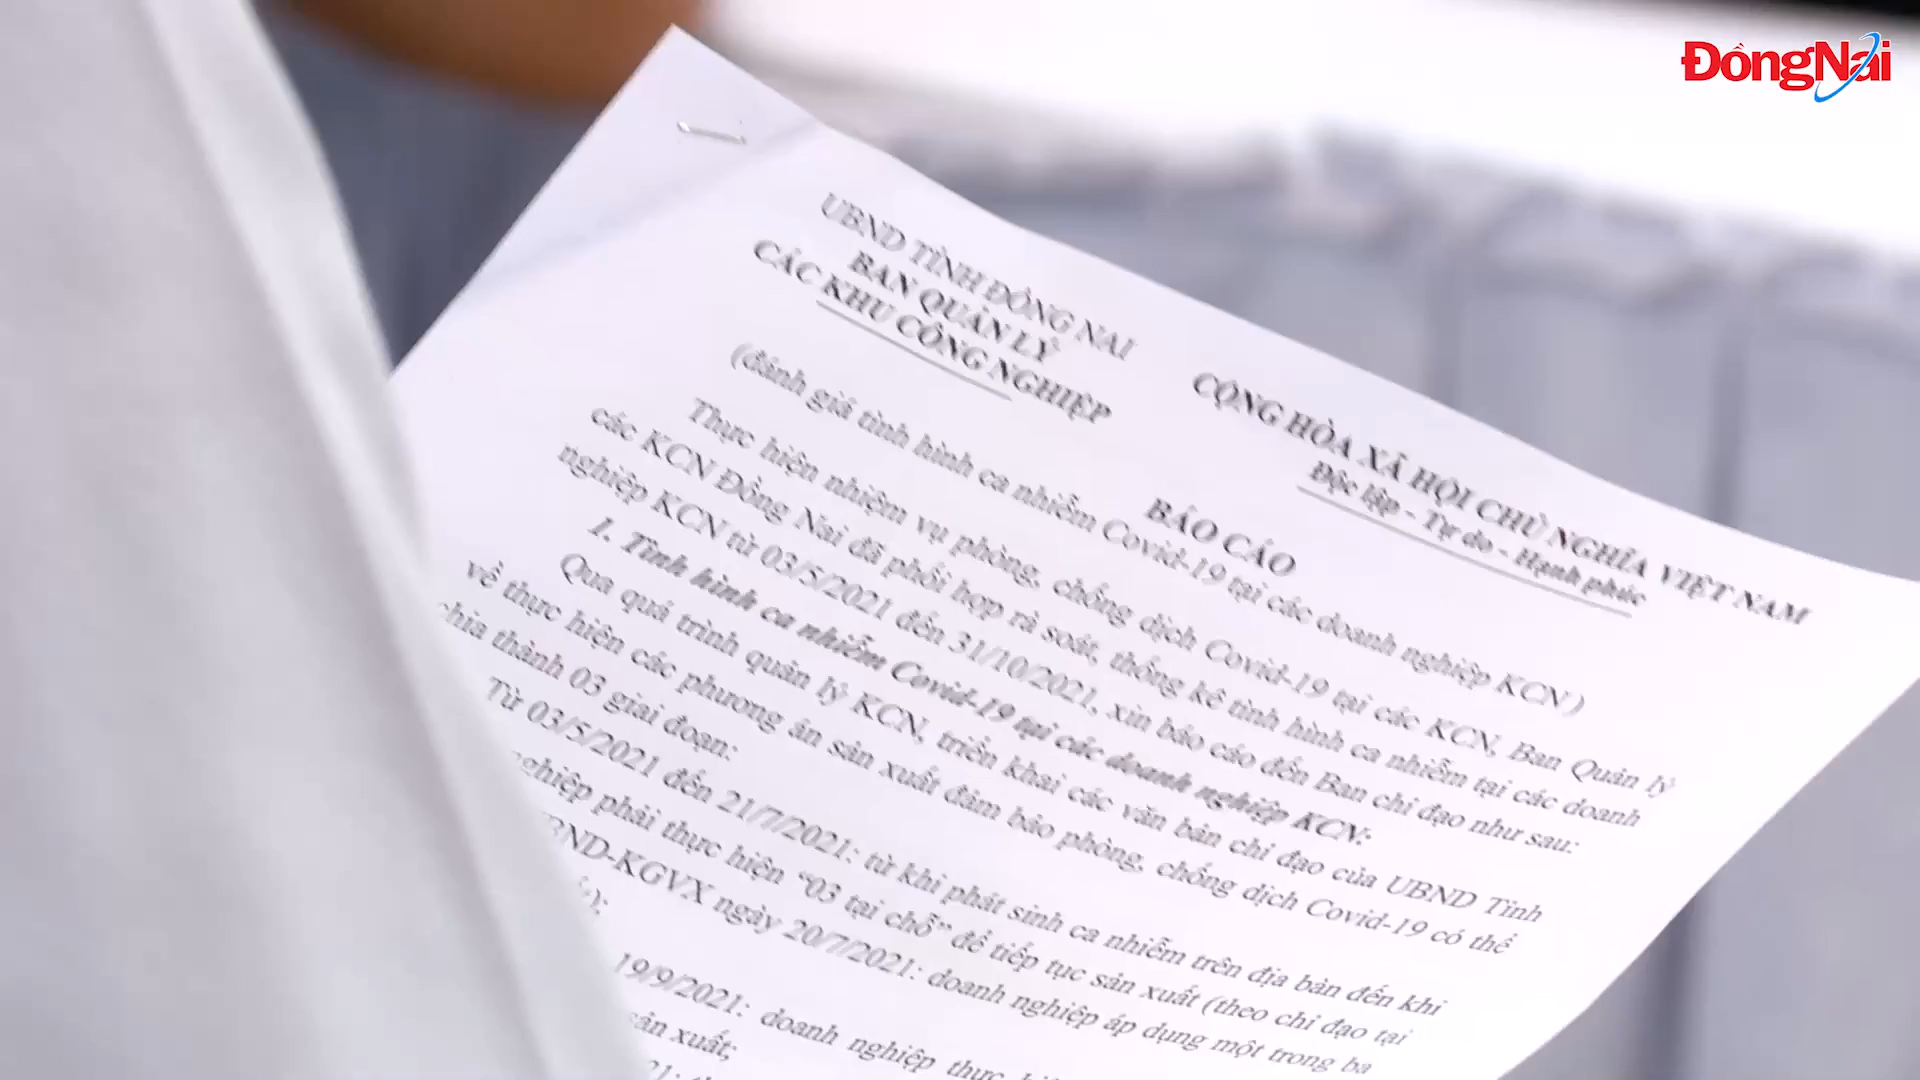 ĐồngNai
UBND TỈNH ĐỒNG NAI
BAN QUẢN LÝ
CÁC KHU CÔNG NGHIỆP
CỘNG HÒA XÃ HỘI CHỦ NGHĨA VIỆT NAM
Độc lập - Tự do - Hạnh phúc
BÁO CÁO
(đánh giá tình hình ca nhiễm Covid-19 tại các doanh nghiệp KCN )
Thực hiện nhiệm vụ phòng, chống dịch Covid-19 tại các KCN, Ban Quản lý
các KCN Đồng Nai đã phối hợp rà soát, thống kê tình hình ca nhiễm tại các doanh
nghiệp KCN từ 03/5/2021 đến 31/10/2021, xin báo cáo đến Ban chỉ đạo như sau:
1. Tình hình ca nhiễm Covid-19 tại các doanh nghiệp KCN:
Qua quá trình quản lý KCN, triển khai các văn bản chỉ đạo của UBND Tỉnh
về thực hiện các phương án sản xuất đảm bảo phòng, chống dịch Covid-19 có thể
chia thành 03 giai đoạn:
Từ 03/5/2021 đến 21/7/2021: từ khi phát sinh ca nhiễm trên địa bàn đến khi
nghiệp phải thực hiện “03 tại chỗ” để tiếp tục sản xuất (theo chỉ đạo tại
BND-KGVX ngày 20/7/2021: doanh nghiệp áp dụng một trong ba
19/9/2021: doanh nghiệp thực
sản xuất;